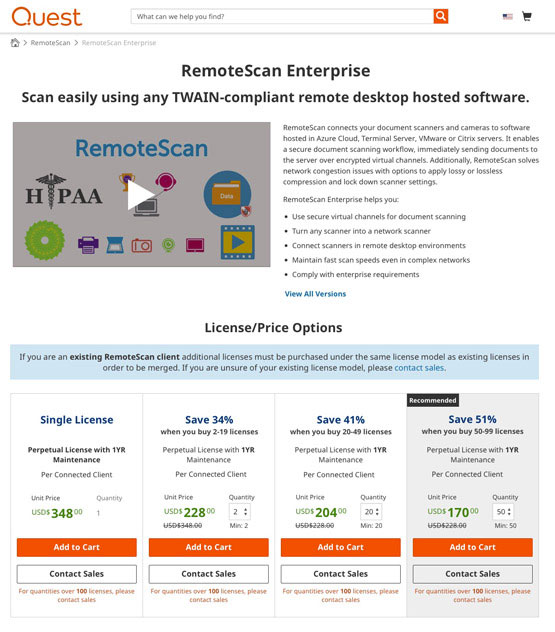 Quest
What can we help you find?
RemoteScan
RemoteScan Enterprise
RemoteScan Enterprise
Scan easily using any TWAIN-compliant remote desktop hosted software.
RemoteScan
HIPAA
Data
RemoteScan connects your document scanners and cameras to software
hosted in Azure Cloud, Terminal Server, VMware or Citrix servers. It enables
a secure document scanning workflow, immediately sending documents to
the server over encrypted virtual channels. Additionally, RemoteScan solves
network congestion issues with options to apply lossy or lossless
compression and lock down scanner settings.
RemoteScan Enterprise helps you:
Use secure virtual channels for document scanning
Turn any scanner into a network scanner
Connect scanners in remote desktop environments
Maintain fast scan speeds even in complex networks
Comply with enterprise requirements
View All Versions
License/Price Options
If you are an existing RemoteScan client additional licenses must be purchased under the same license model as existing licenses in
order to be merged. If you are unsure of your existing license model, please contact sales.
Single License
Perpetual License with 1YR
Maintenance
Per Connected Client
Unit Price
Quantity
USD$ 348 00
1
Add to Cart
Contact Sales
For quantities over 100 licenses, please
contact sales
Save 34%
when you buy 2-19 licenses
Perpetual License with 1YR
Maintenance
Per Connected Client
Unit Price
Quantity
USD$ 228 00
2
USD$348.00
Min: 2
Add to Cart
Contact Sales
For quantities over 100 licenses, please
contact sales
Save 41%
when you buy 20-49 licenses
Perpetual License with 1YR
Maintenance
Per Connected Client
Unit Price
Quantity
USD$ 204 00
20
USD$228.00
Min: 20
Add to Cart
Contact Sales
For quantities over 100 licenses, please
contact sales
Recommended
Save 51%
when you buy 50-99 licenses
Perpetual License with 1YR
Maintenance
Per Connected Client
Unit Price
Quantity
USD$ 170 00
50
USD$228.00
Min: 50
Add to Cart
Contact Sales
For quantities over 100 licenses, please
contact sales